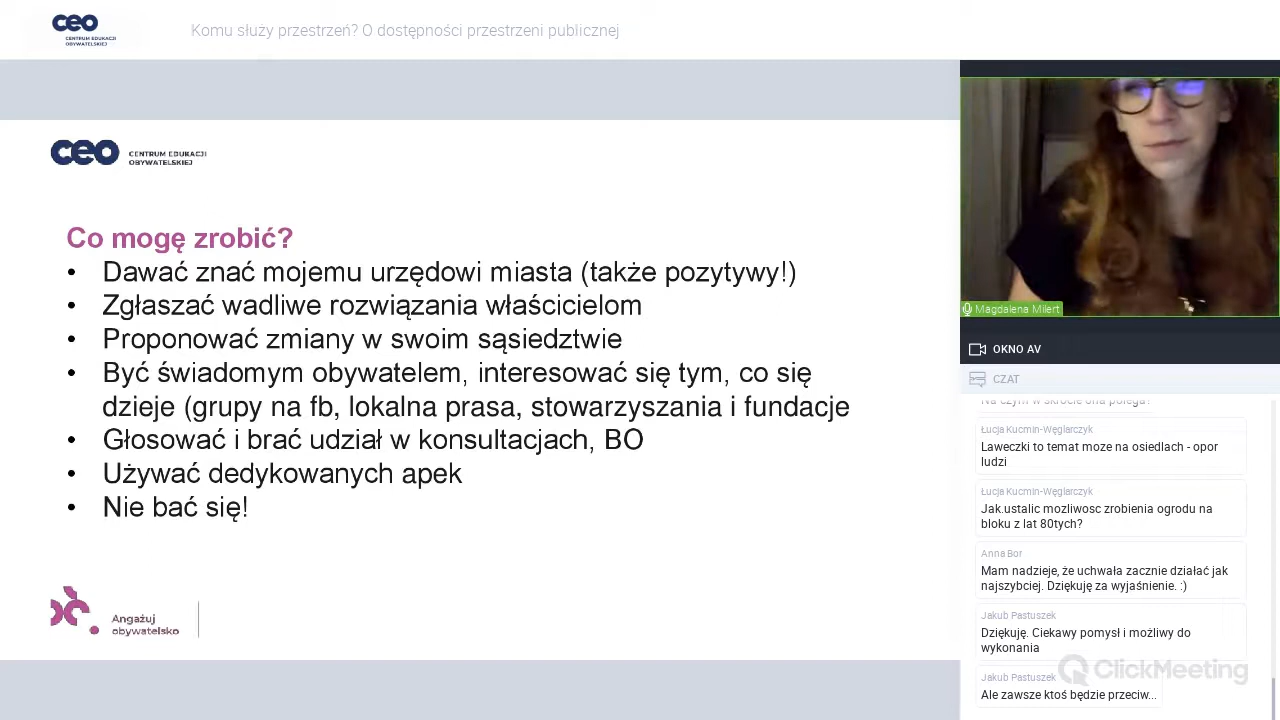 ceo
CENTRUM EDUKACJI
OBYWATELSKIEJ
Komu służy przestrzeń? O dostępności przestrzeni publicznej
ceo
CENTRUM EDUKACJI
OBYWATELSKIEJ
Co mogę zrobić?
• Dawać znać mojemu urzędowi miasta (także pozytywy!)
• Zgłaszać wadliwe rozwiązania właścicielom
• Proponować zmiany w swoim sąsiedztwie
• Być świadomym obywatelem, interesować się tym, co się
dzieje (grupy na fb, lokalna prasa, stowarzyszania i fundacje
• Głosować i brać udział w konsultacjach, BO
• Używać dedykowanych apek
• Nie bać się!
Angażuj
obywatelsko
Magdalena Milert
OKNO AV
CZAT
Na czym w skrócie ona polega?
Łucja Kucmin-Węglarczyk
Laweczki to temat moze na osiedlach - opor
ludzi
Łucja Kucmin-Węglarczyk
Jak.ustalic mozliwosc zrobienia ogrodu na
bloku z lat 80tych?
Anna Bor
Mam nadzieje, że uchwała zacznie działać jak
najszybciej. Dziękuję za wyjaśnienie. :)
Jakub Pastuszek
Dziękuję. Ciekawy pomysł i możliwy do
wykonania
Jakub Pastuszek
Ale zawsze ktoś będzie przeciw...
ClickMeeting